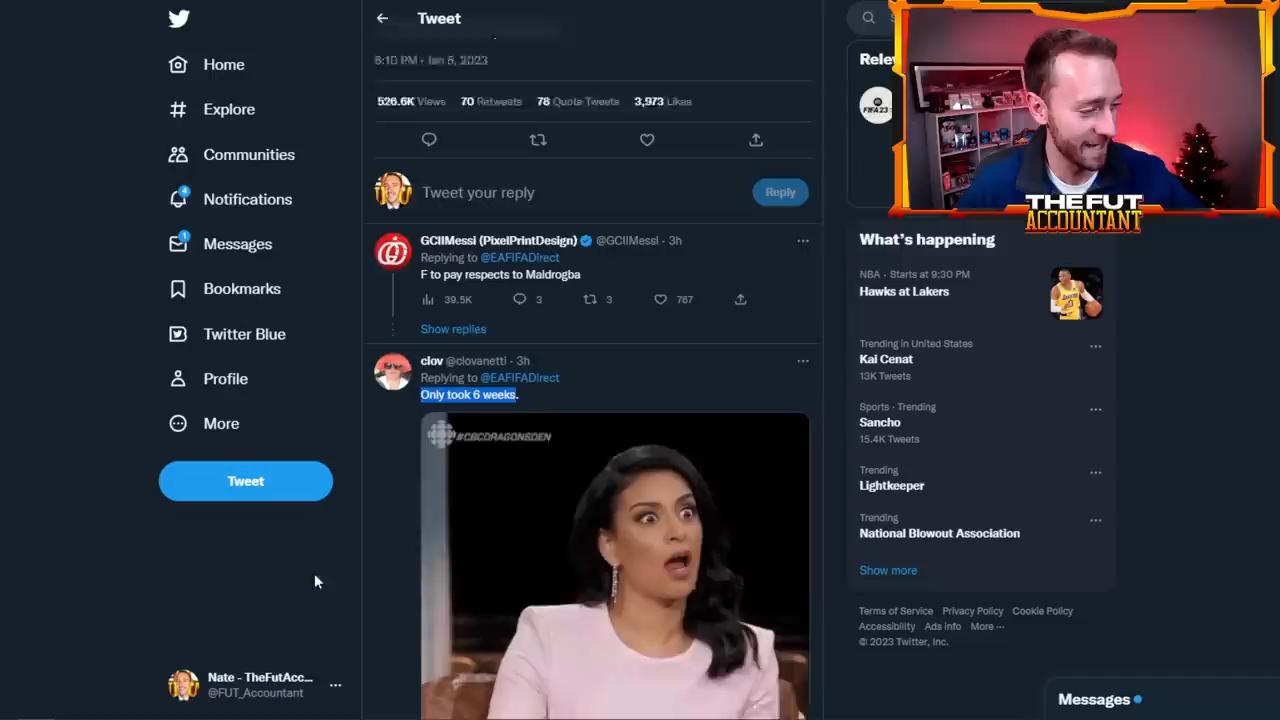 Home
Explore
Communities
4
Notifications
1
Messages
Bookmarks
Twitter Blue
Profile
More
Tweet
Nate - TheFutAcc...
@FUT_Accountant
Tweet
6:10 PM · Jan 6, 2023
526.6K Views 70 Retweets 78 Quote Tweets 3,973 Likes
Tweet your reply
Reply
GCIIMessi (PixelPrintDesign) @GCIIMessi · 3h
Replying to @EAFIFADirect
F to pay respects to Maldrogba
39.5K 3 3 767
Show replies
clov @clovanetti · 3h
Replying to @EAFIFADirect
Only took 6 weeks.
#CBCDRAGONSDEN
FIFA 23
THE FUT
ACCOUNTANT
What's happening
NBA · Starts at 9:30 PM
Hawks at Lakers
Trending in United States
Kai Cenat
13K Tweets
Sports · Trending
Sancho
15.4K Tweets
Trending
Lightkeeper
Trending
National Blowout Association
Show more
Terms of Service Privacy Policy Cookie Policy
Accessibility Ads info More ···
© 2023 Twitter, Inc.
Messages